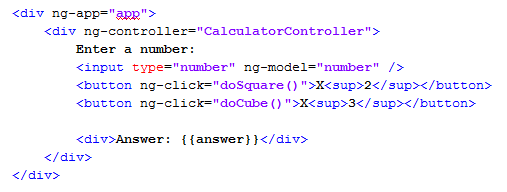 <div ng-app="app">
    <div ng-controller="CalculatorController">
        Enter a number:
        <input type="number" ng-model="number" />
        <button ng-click="doSquare()">X<sup>2</sup></button>
        <button ng-click="doCube()">X<sup>3</sup></button>
        <div>Answer: {{answer}}</div>
    </div>
</div>